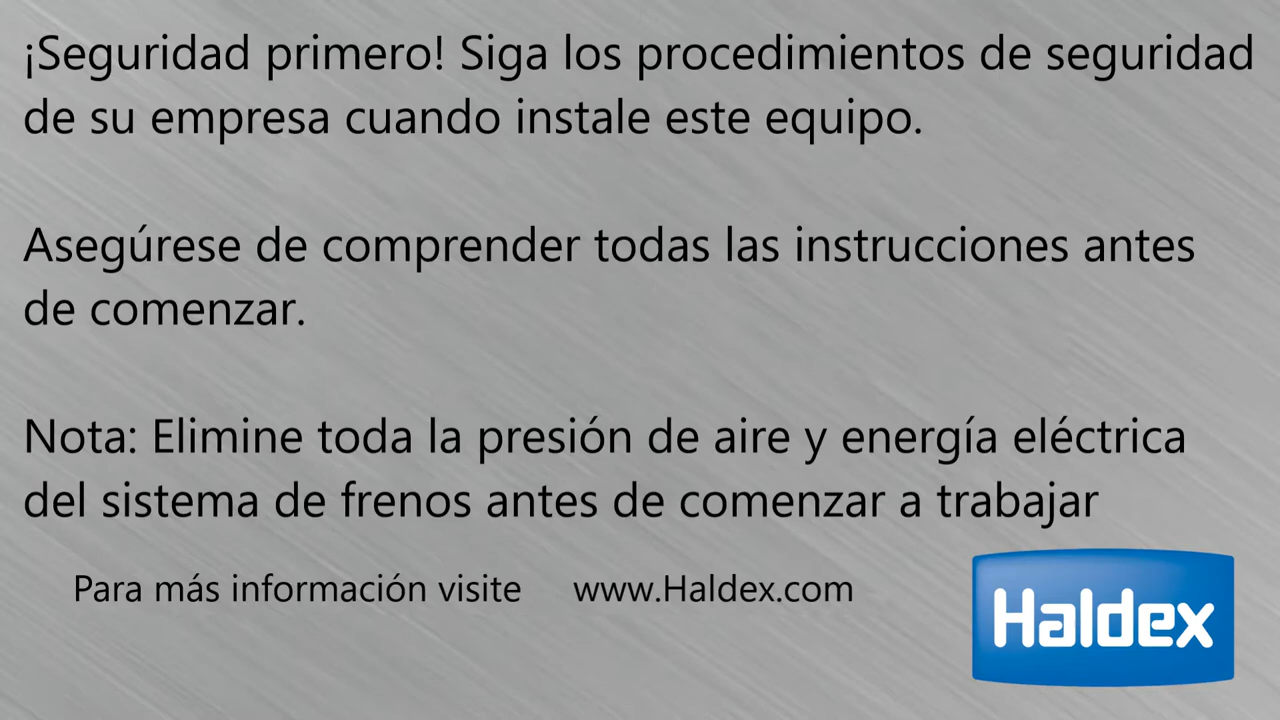 ¡Seguridad primero! Siga los procedimientos de seguridad
de su empresa cuando instale este equipo.
Asegúrese de comprender todas las instrucciones antes
de comenzar.
Nota: Elimine toda la presión de aire y energía eléctrica
del sistema de frenos antes de comenzar a trabajar
Para más información visite www.Haldex.com
Haldex